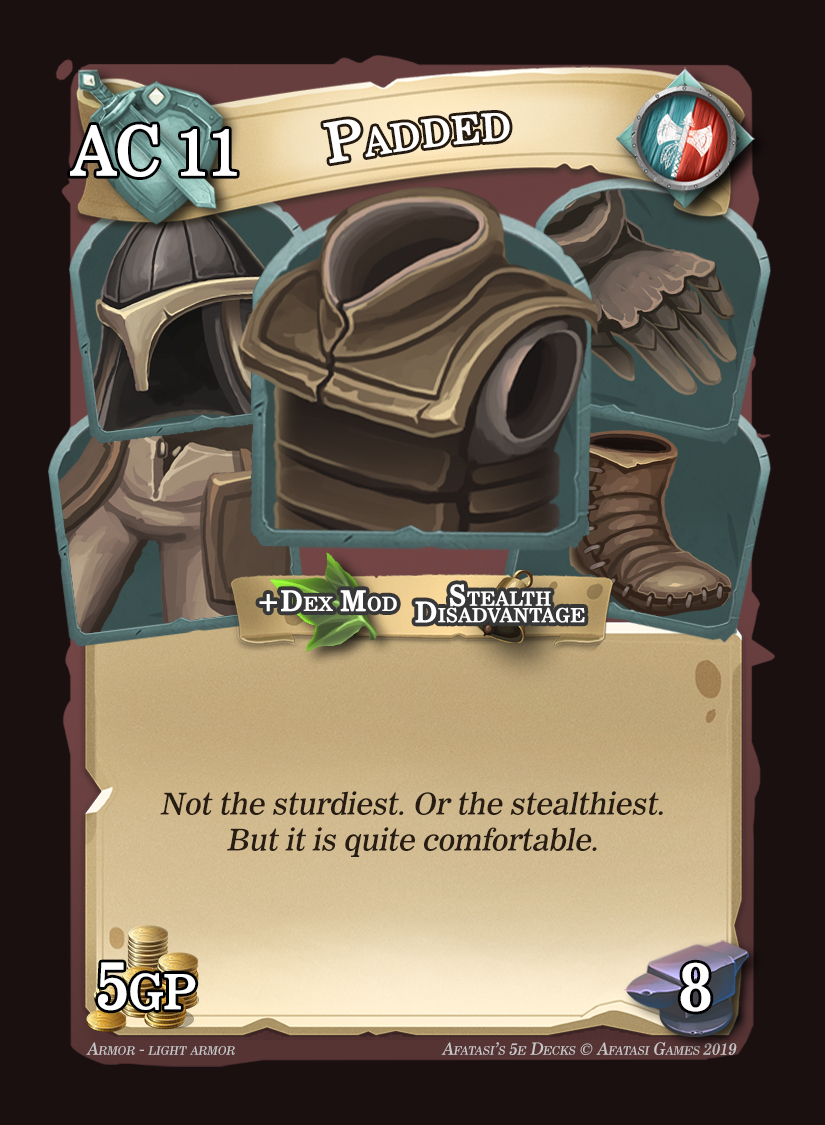 AC 11
Padded
+Dex Mod
Stealth
Disadvantage
Not the sturdiest. Or the stealthiest.
But it is quite comfortable.
5GP
8
Armor - light armor
Afatasi's 5e Decks © Afatasi Games 2019